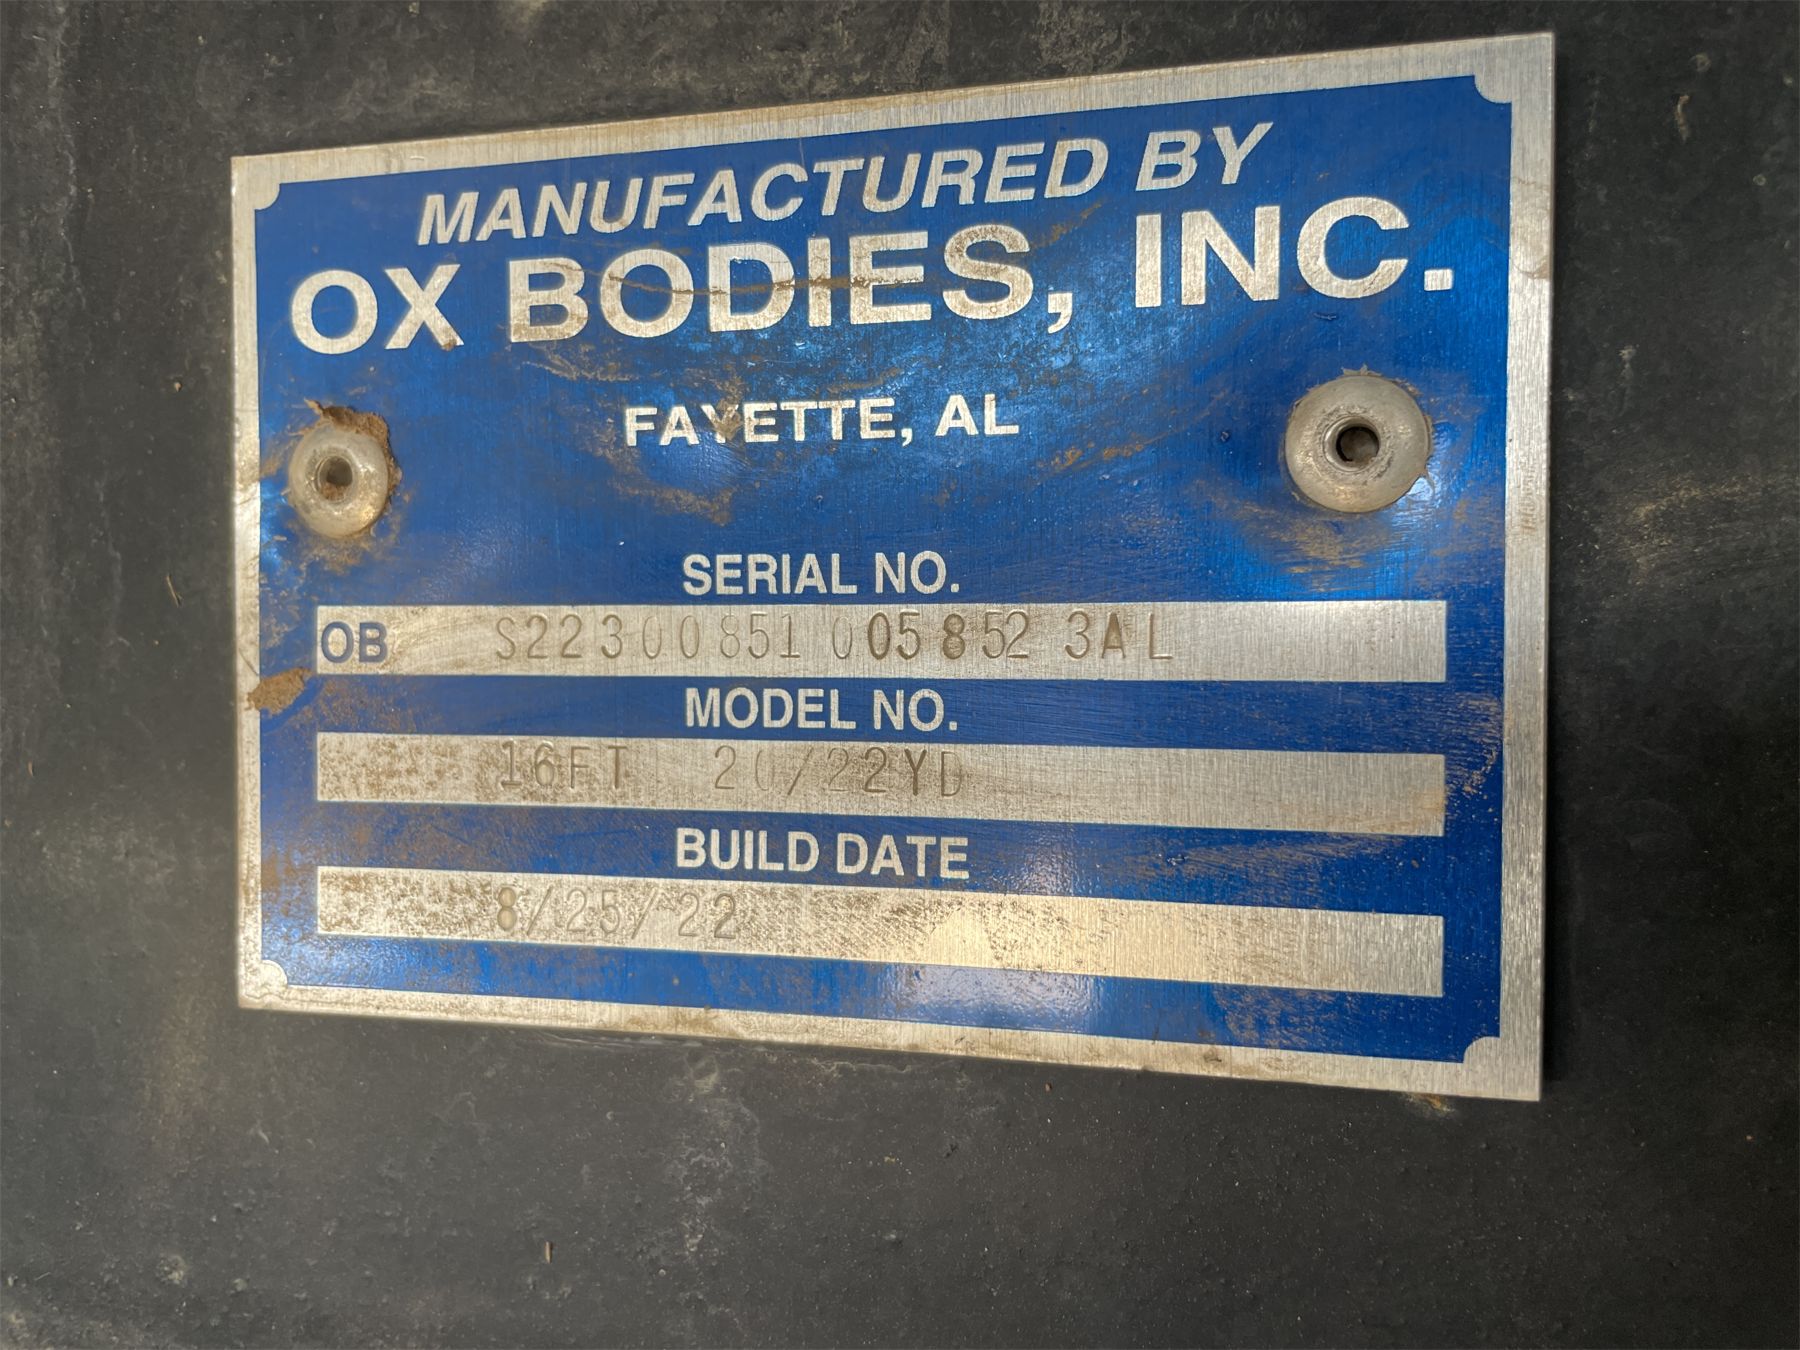 MANUFACTURED BY
OX BODIES, INC.
FAYETTE, AL
SERIAL NO.
OB S22300851 005852 3AL
MODEL NO.
16FT 20/22YD
BUILD DATE
8/25/22